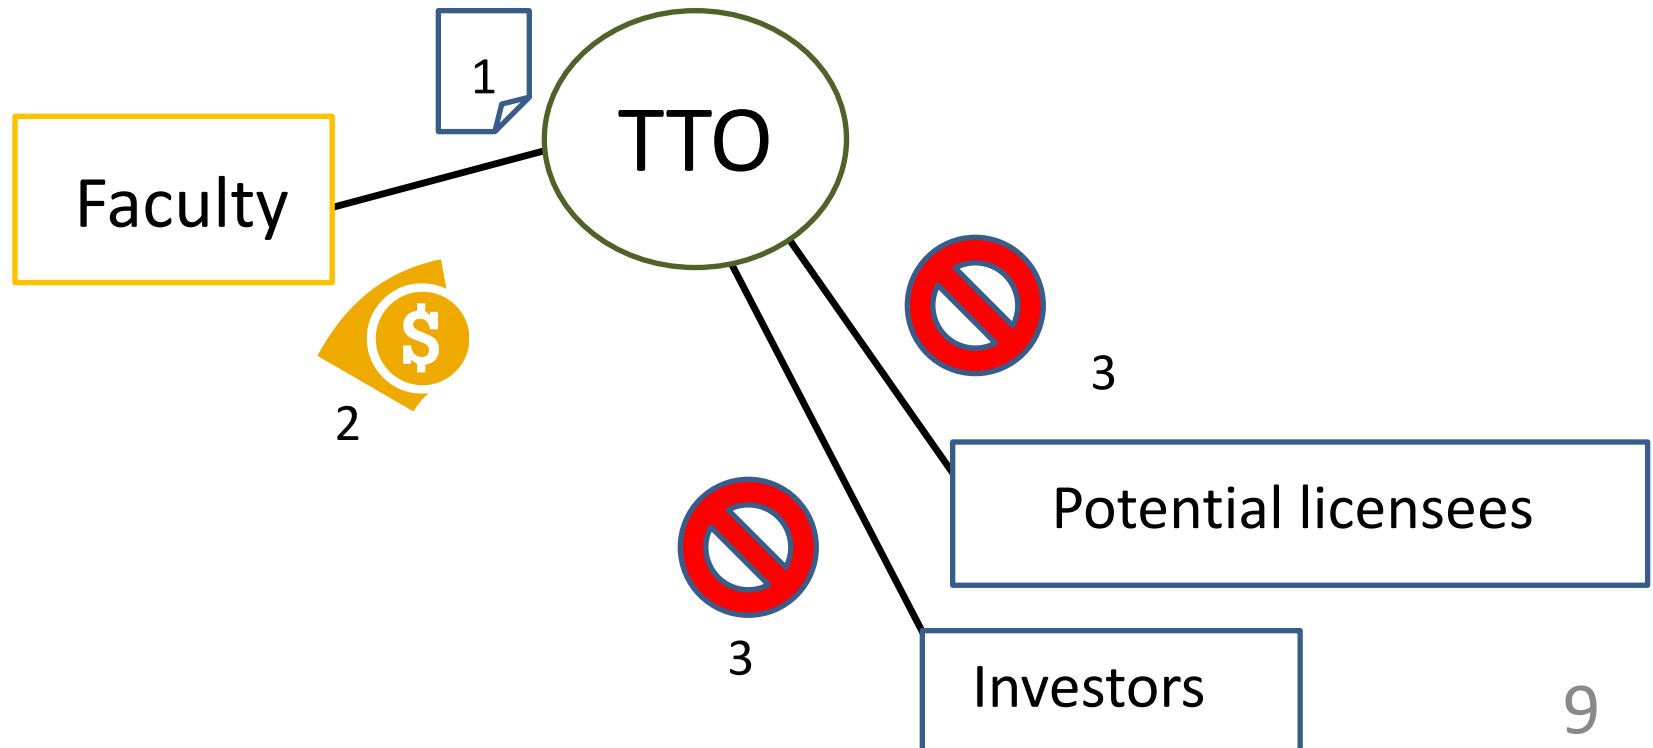 1
TTO
Faculty
$
2
3
Potential licensees
3
Investors
9